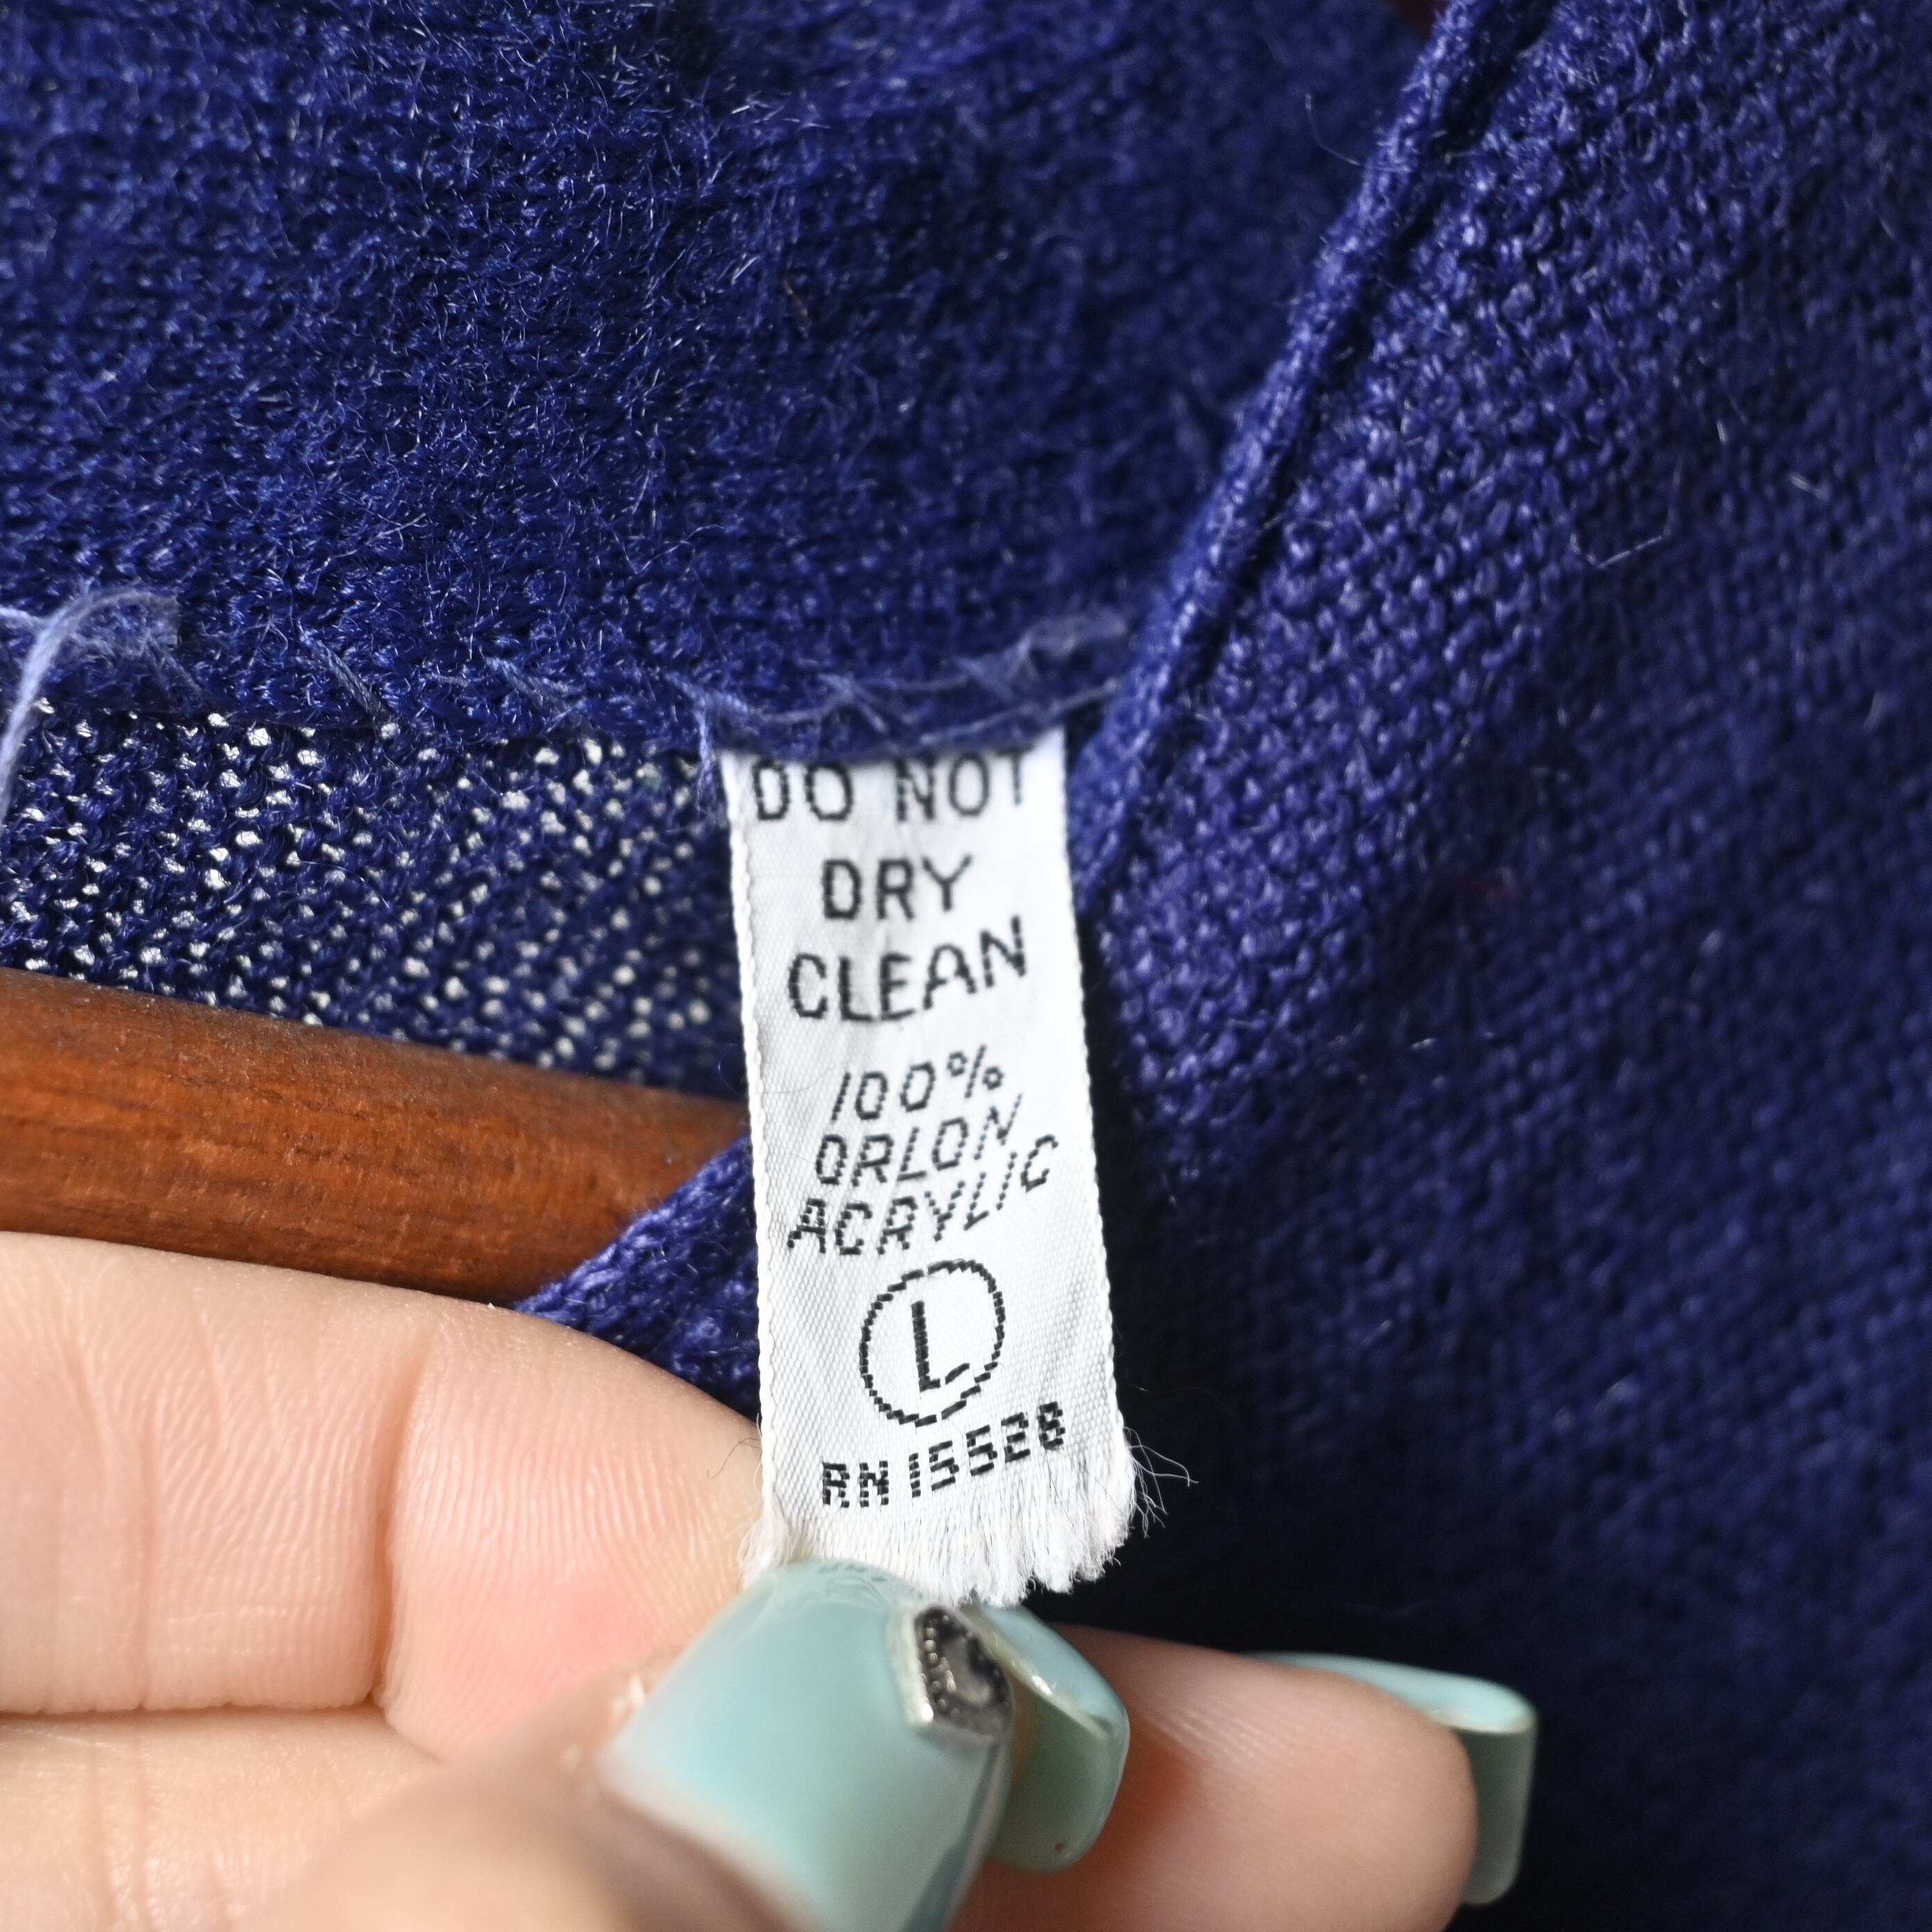 DO NOT
DRY
CLEAN
100%
ORLON
ACRYLIC
L
RN 15528